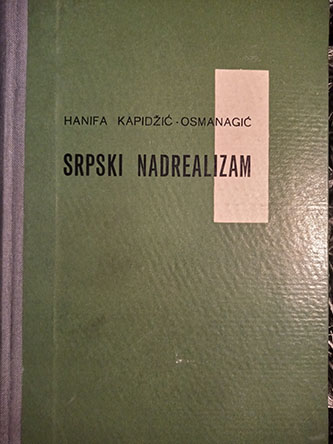 HANIFA KAPIDŽIĆ-OSMANAGIĆ
SRPSKI NADREALIZAM